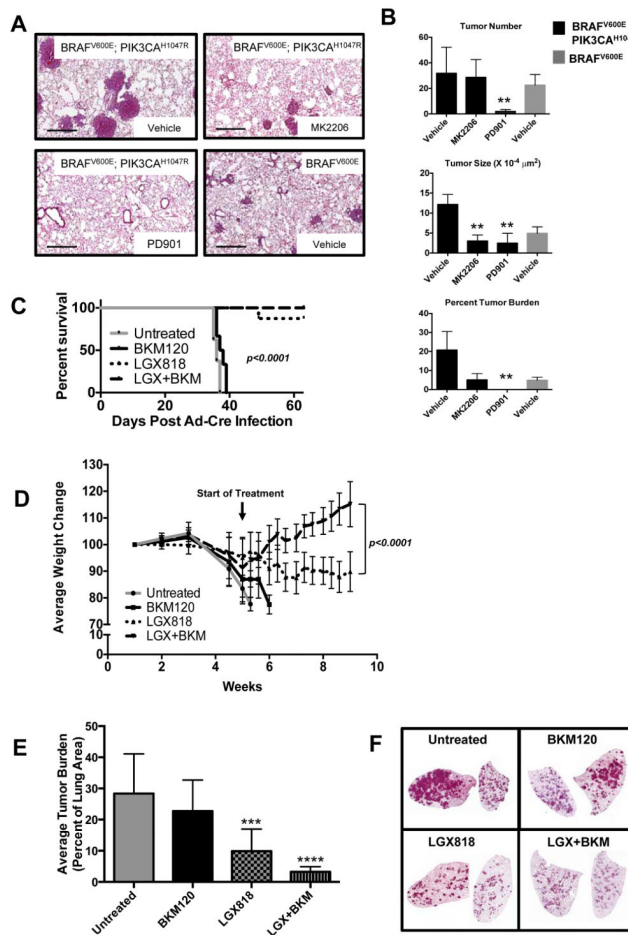 A
BRAFV600E; PIK3CAH1047R
Vehicle
BRAFV600E; PIK3CAH1047R
MK2206
BRAFV600E; PIK3CAH1047R
PD901
BRAFV600E
Vehicle
B
Tumor Number
40
20
0
Vehicle
MK2206
PD901
Vehicle
**
BRAFV600E
PIK3CAH10
BRAFV600E
Tumor Size (X 10-4 μm2)
20
15
10
5
0
** **
Vehicle
MK2206
PD901
Vehicle
Percent Tumor Burden
40
30
20
10
0
**
Vehicle
MK2206
PD901
Vehicle
C
Percent survival
100
50
0
Untreated
BKM120
LGX818
LGX+BKM
p<0.0001
0 20 40 60
Days Post Ad-Cre Infection
D
Average Weight Change
130
120
110
100
90
80
70
10
0
Start of Treatment
p<0.0001
Untreated
BKM120
LGX818
LGX+BKM
0 2 4 6 8 10
Weeks
E
Average Tumor Burden
(Percent of Lung Area)
50
40
30
20
10
0
***
****
Untreated
BKM120
LGX818
LGX+BKM
F
Untreated
BKM120
LGX818
LGX+BKM